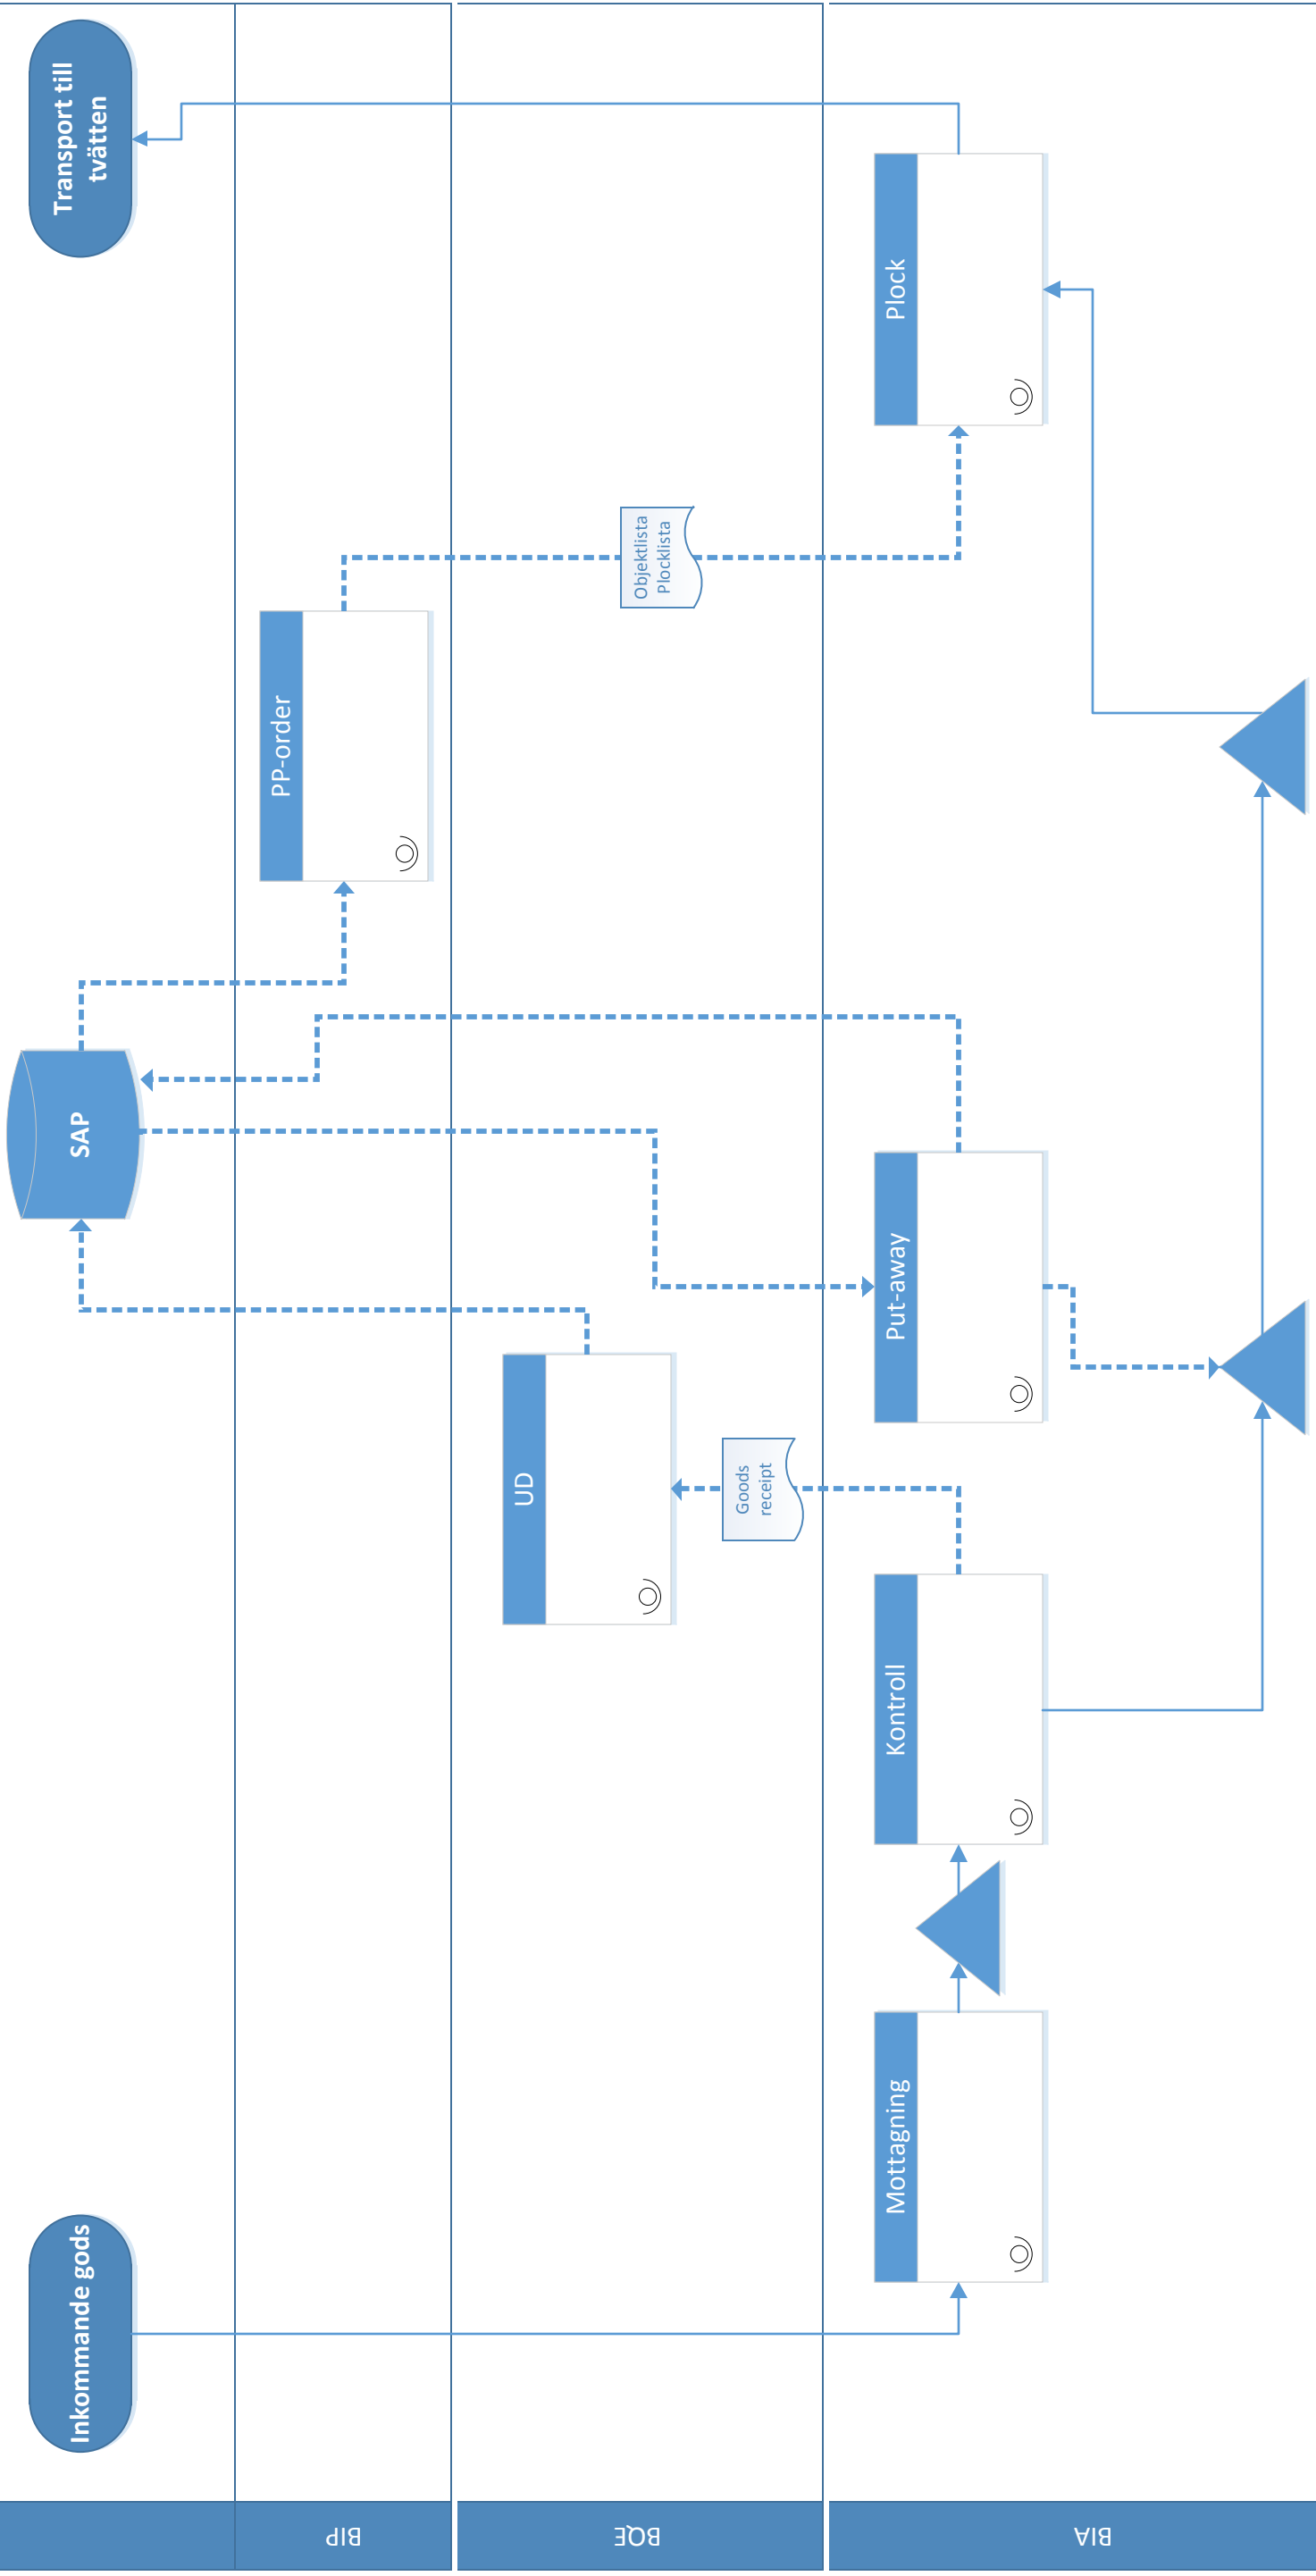 Inkommande gods
SAP
Transport till
tvätten
BIP
PP-order
BQE
UD
Goods
receipt
Objektlista
Plocklista
BIA
Mottagning
Kontroll
Put-away
Plock